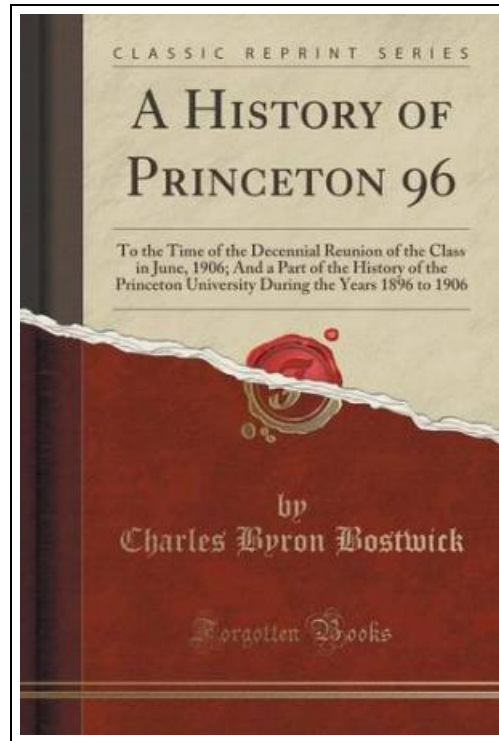 CLASSIC REPRINT SERIES
A HISTORY OF
PRINCETON 96
To the Time of the Decennial Reunion of the Class
in June, 1906; And a Part of the History of the
Princeton University During the Years 1896 to 1906
F
by
Charles Byron Bostwick
Forgotten Books